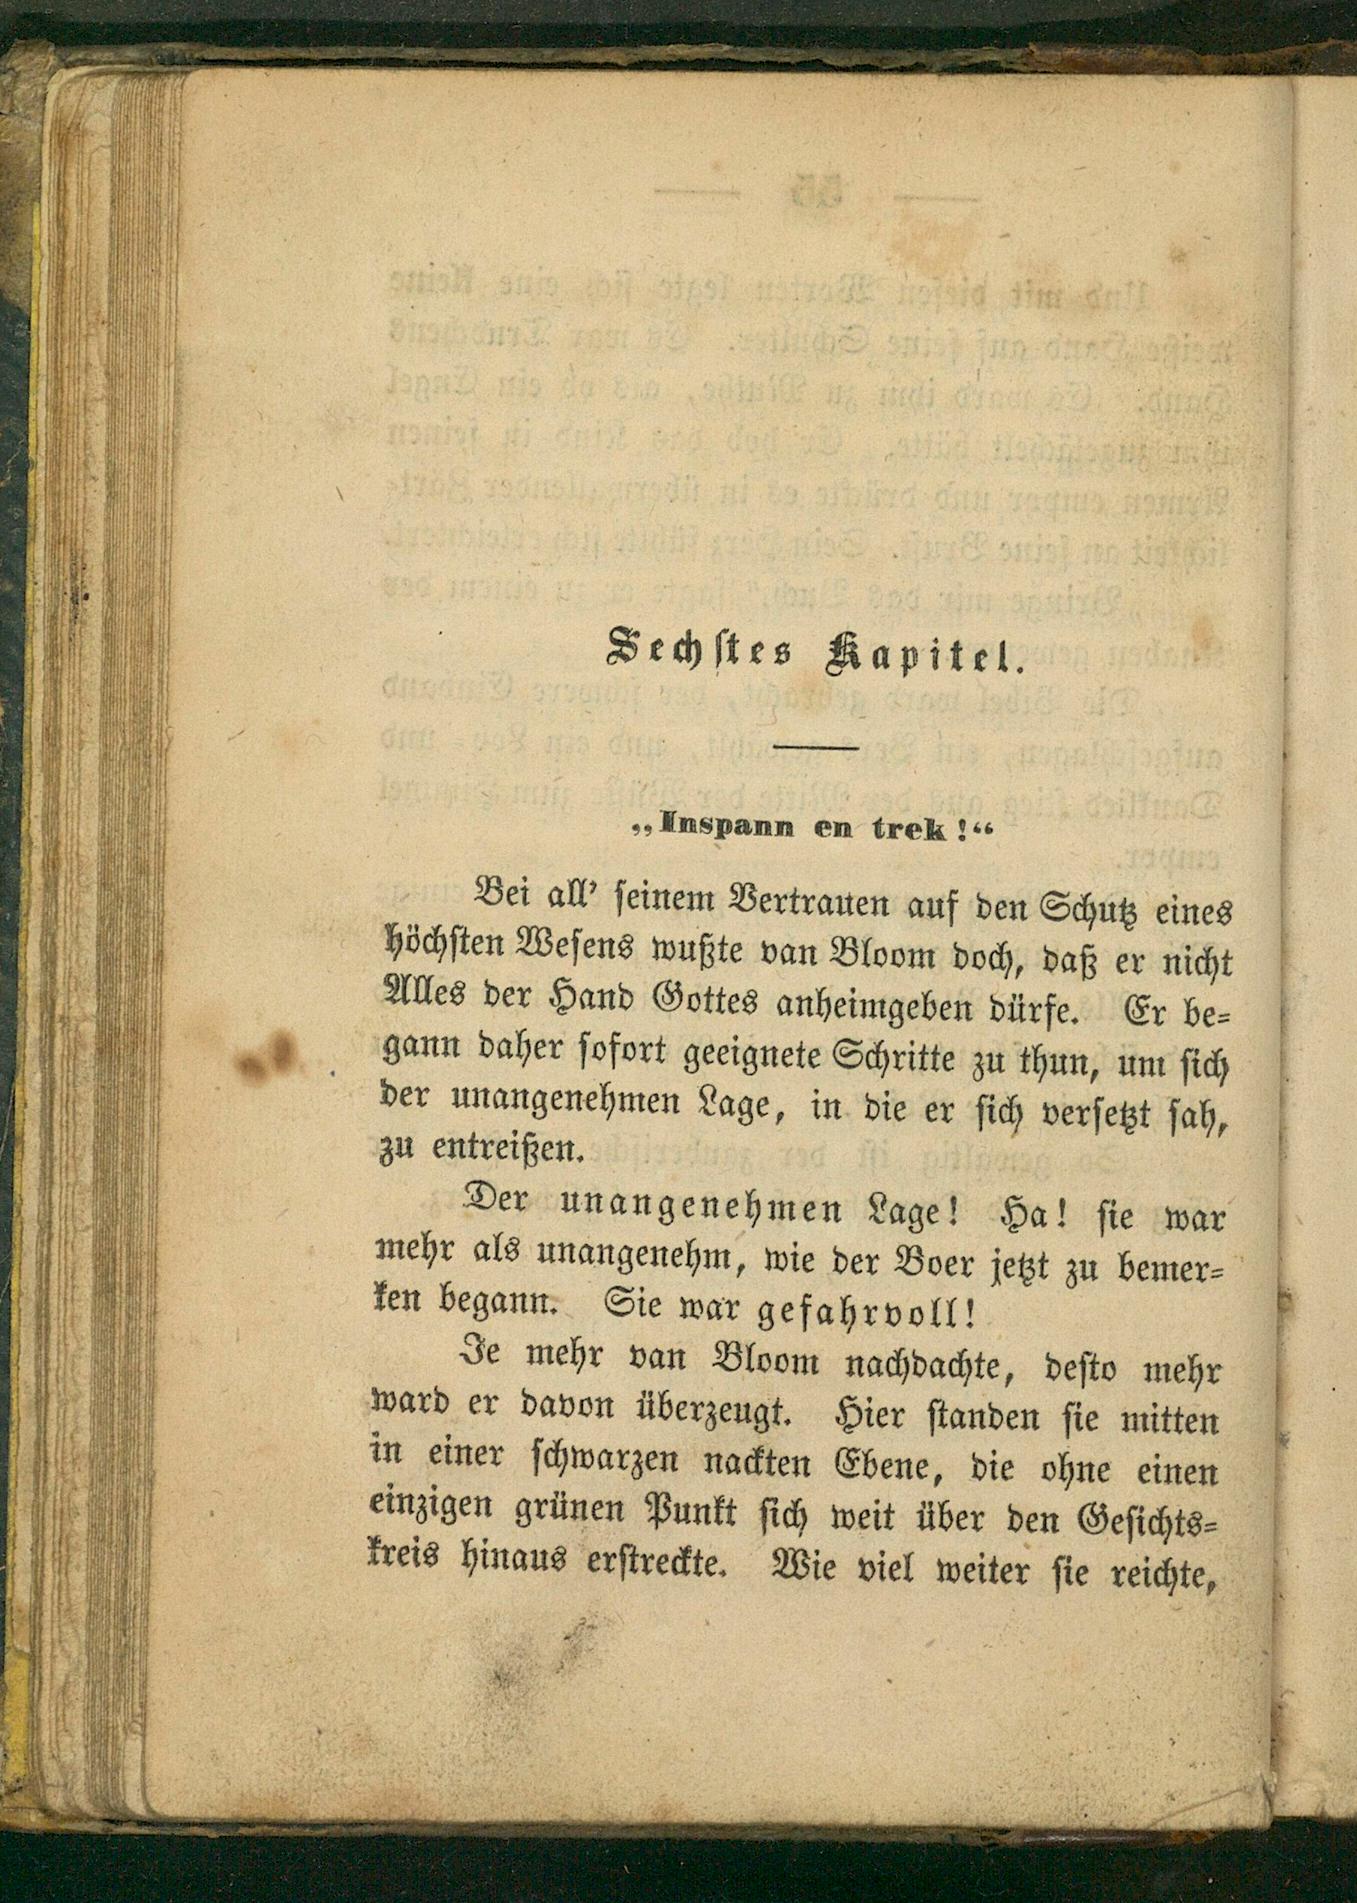 Sechstes Kapitel.
„Inspann en trek!“
Bei all’ seinem Vertrauen auf den Schutz eines
höchsten Wesens wußte van Bloom doch, daß er nicht
Alles der Hand Gottes anheimgeben dürfe. Er be-
gann daher sofort geeignete Schritte zu thun, um sich
der unangenehmen Lage, in die er sich versetzt sah,
zu entreißen.
Der unangenehmen Lage! Ha! sie war
mehr als unangenehm, wie der Boer jetzt zu bemer-
ken begann. Sie war gefahrvoll!
Je mehr van Bloom nachdachte, desto mehr
ward er davon überzeugt. Hier standen sie mitten
in einer schwarzen nackten Ebene, die ohne einen
einzigen grünen Punkt sich weit über den Gesichts-
kreis hinaus erstreckte. Wie viel weiter sie reichte,